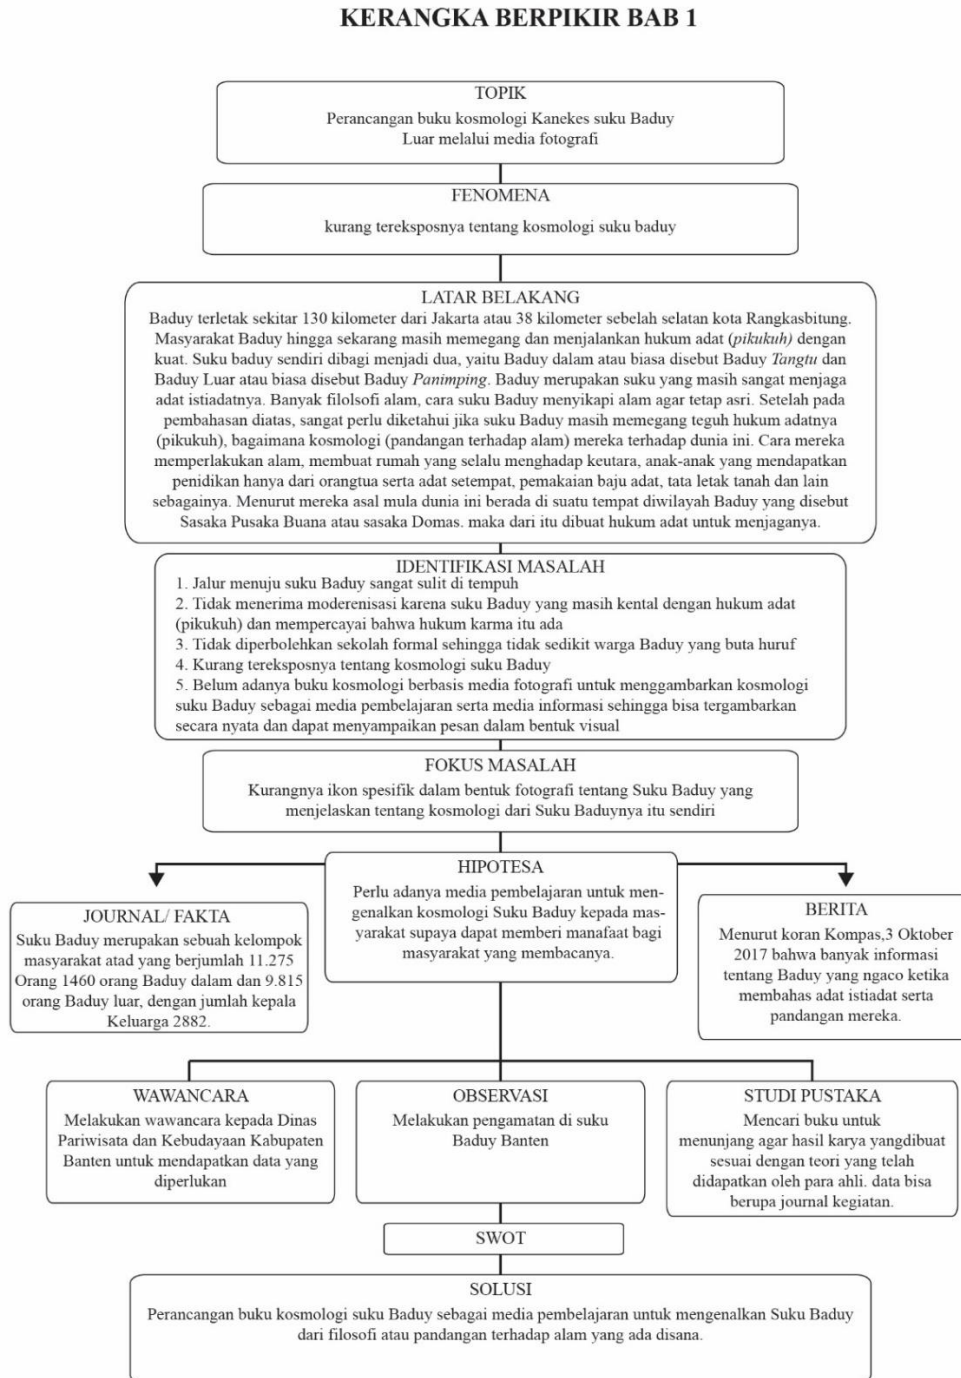 KERANGKA BERPIKIR BAB 1
TOPIK
Perancangan buku kosmologi Kanekes suku Baduy
Luar melalui media fotografi
FENOMENA
kurang tereksposnya tentang kosmologi suku baduy
LATAR BELAKANG
Baduy terletak sekitar 130 kilometer dari Jakarta atau 38 kilometer sebelah selatan kota Rangkasbitung.
Masyarakat Baduy hingga sekarang masih memegang dan menjalankan hukum adat (pikukuh) dengan
kuat. Suku baduy sendiri dibagi menjadi dua, yaitu Baduy dalam atau biasa disebut Baduy Tangtu dan
Baduy Luar atau biasa disebut Baduy Panimping. Baduy merupakan suku yang masih sangat menjaga
adat istiadatnya. Banyak filolsofi alam, cara suku Baduy menyikapi alam agar tetap asri. Setelah pada
pembahasan diatas, sangat perlu diketahui jika suku Baduy masih memegang teguh hukum adatnya
(pikukuh), bagaimana kosmologi (pandangan terhadap alam) mereka terhadap dunia ini. Cara mereka
memperlakukan alam, membuat rumah yang selalu menghadap keutara, anak-anak yang mendapatkan
penidikan hanya dari orangtua serta adat setempat, pemakaian baju adat, tata letak tanah dan lain
sebagainya. Menurut mereka asal mula dunia ini berada di suatu tempat diwilayah Baduy yang disebut
Sasaka Pusaka Buana atau sasaka Domas. maka dari itu dibuat hukum adat untuk menjaganya.
IDENTIFIKASI MASALAH
1. Jalur menuju suku Baduy sangat sulit di tempuh
2. Tidak menerima moderenisasi karena suku Baduy yang masih kental dengan hukum adat
(pikukuh) dan mempercayai bahwa hukum karma itu ada
3. Tidak diperbolehkan sekolah formal sehingga tidak sedikit warga Baduy yang buta huruf
4. Kurang tereksposnya tentang kosmologi suku Baduy
5. Belum adanya buku kosmologi berbasis media fotografi untuk menggambarkan kosmologi
suku Baduy sebagai media pembelajaran serta media informasi sehingga bisa tergambarkan
secara nyata dan dapat menyampaikan pesan dalam bentuk visual
FOKUS MASALAH
Kurangnya ikon spesifik dalam bentuk fotografi tentang Suku Baduy yang
menjelaskan tentang kosmologi dari Suku Baduynya itu sendiri
HIPOTESA
Perlu adanya media pembelajaran untuk men-
genalkan kosmologi Suku Baduy kepada mas-
yarakat supaya dapat memberi manafaat bagi
masyarakat yang membacanya.
JOURNAL/ FAKTA
Suku Baduy merupakan sebuah kelompok
masyarakat atad yang berjumlah 11.275
Orang 1460 orang Baduy dalam dan 9.815
orang Baduy luar, dengan jumlah kepala
Keluarga 2882.
BERITA
Menurut koran Kompas,3 Oktober
2017 bahwa banyak informasi
tentang Baduy yang ngaco ketika
membahas adat istiadat serta
pandangan mereka.
WAWANCARA
Melakukan wawancara kepada Dinas
Pariwisata dan Kebudayaan Kabupaten
Banten untuk mendapatkan data yang
diperlukan
OBSERVASI
Melakukan pengamatan di suku
Baduy Banten
STUDI PUSTAKA
Mencari buku untuk
menunjang agar hasil karya yangdibuat
sesuai dengan teori yang telah
didapatkan oleh para ahli. data bisa
berupa journal kegiatan.
SWOT
SOLUSI
Perancangan buku kosmologi suku Baduy sebagai media pembelajaran untuk mengenalkan Suku Baduy
dari filosofi atau pandangan terhadap alam yang ada disana.